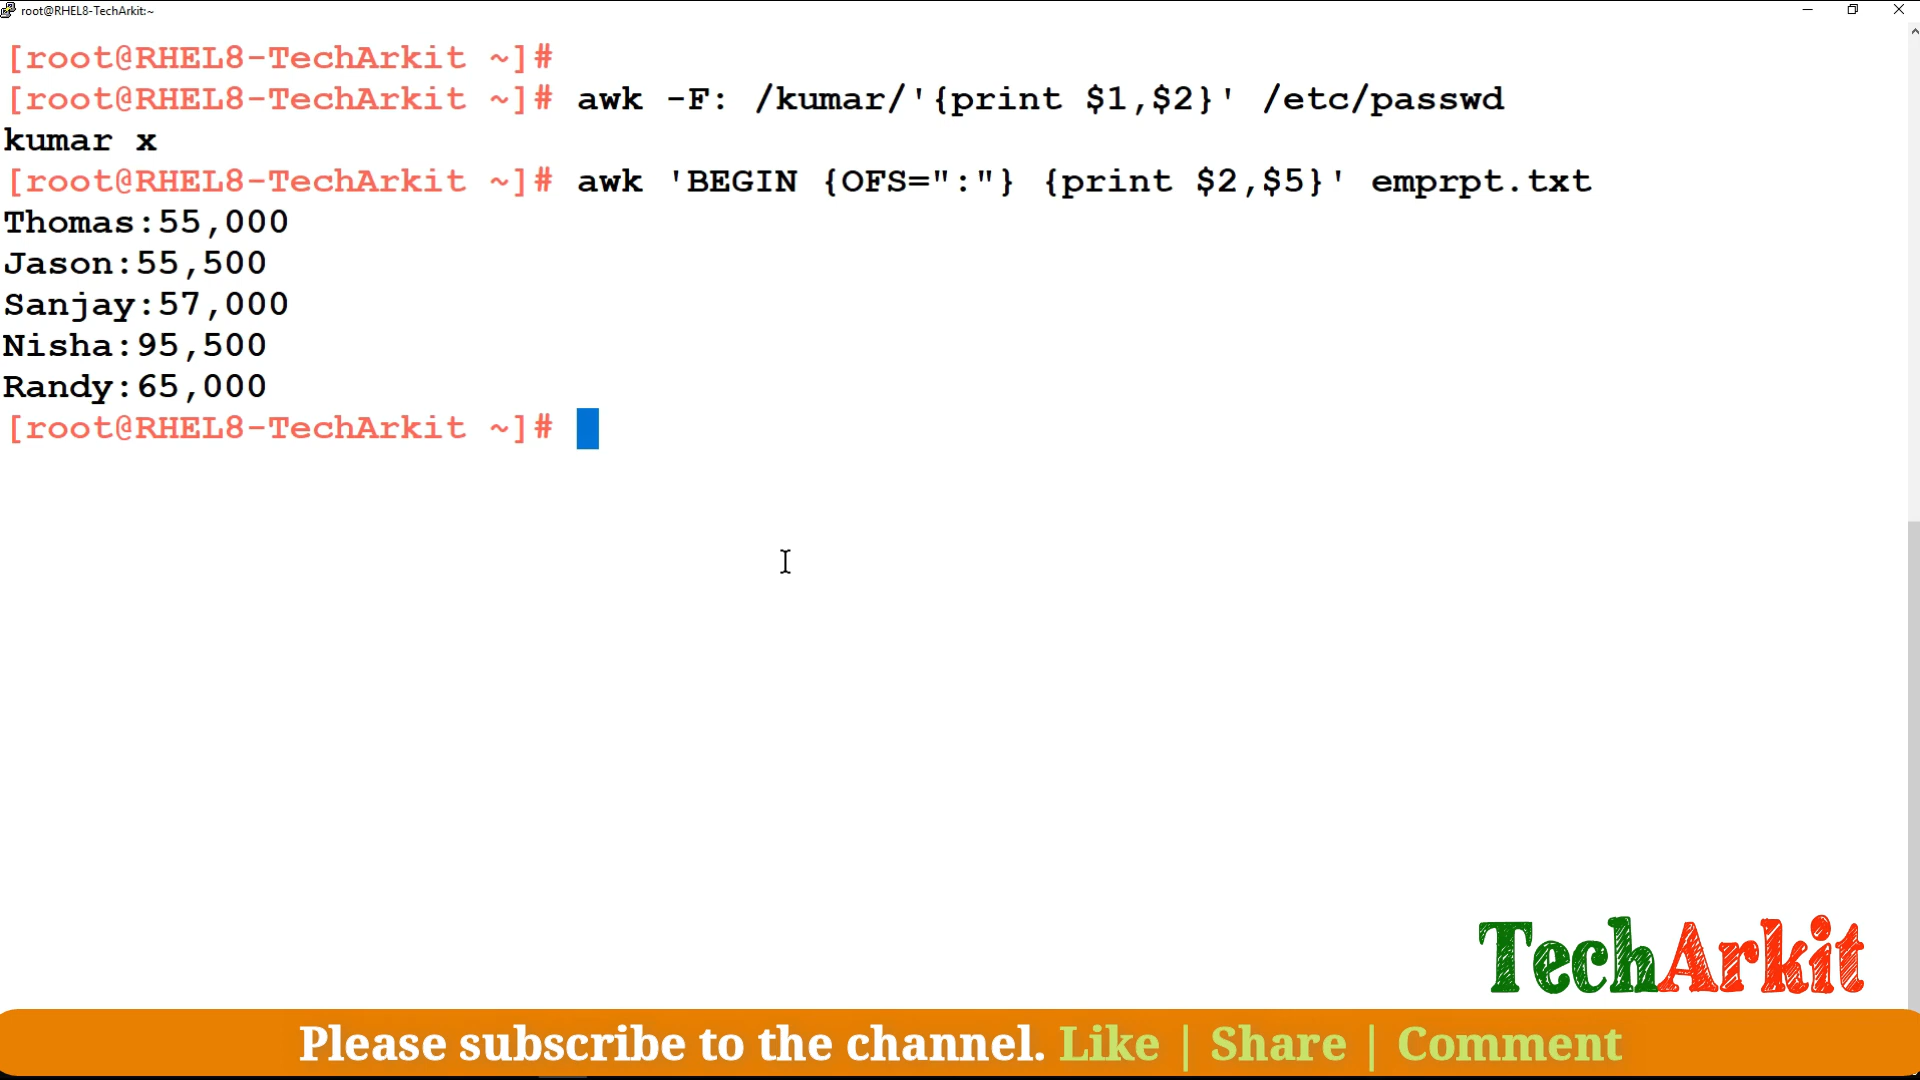 root@RHEL8-TechArkit:~
[root@RHEL8-TechArkit ~]#
[root@RHEL8-TechArkit ~]# awk -F: /kumar/'{print $1,$2}' /etc/passwd
kumar x
[root@RHEL8-TechArkit ~]# awk 'BEGIN {OFS=":"} {print $2,$5}' emprpt.txt
Thomas:55,000
Jason:55,500
Sanjay:57,000
Nisha:95,500
Randy:65,000
[root@RHEL8-TechArkit ~]#
TechArkit
Please subscribe to the channel. Like | Share | Comment